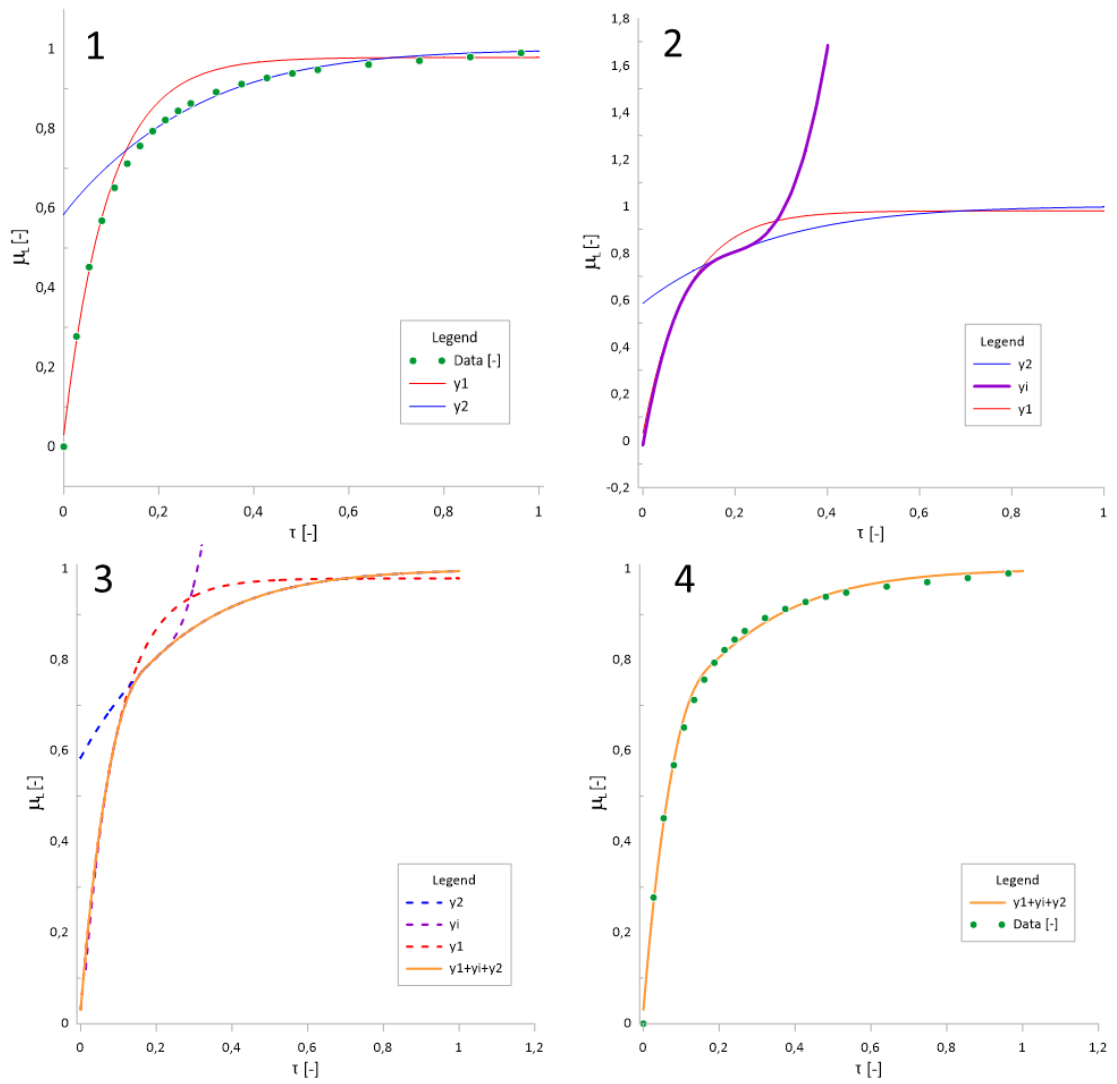 1
1
0,8
0,6
0,4
0,2
0
μL [-]
0 0,2 0,4 0,6 0,8 1
τ [-]
Legend
Data [-]
y1
y2
2
1,8
1,6
1,4
1,2
1
0,8
0,6
0,4
0,2
0
-0,2
μL [-]
0 0,2 0,4 0,6 0,8 1
τ [-]
Legend
y2
yi
y1
3
1
0,8
0,6
0,4
0,2
0
μL [-]
0 0,2 0,4 0,6 0,8 1 1,2
τ [-]
Legend
y2
yi
y1
y1+yi+y2
4
1
0,8
0,6
0,4
0,2
0
μL [-]
0 0,2 0,4 0,6 0,8 1 1,2
τ [-]
Legend
y1+yi+y2
Data [-]